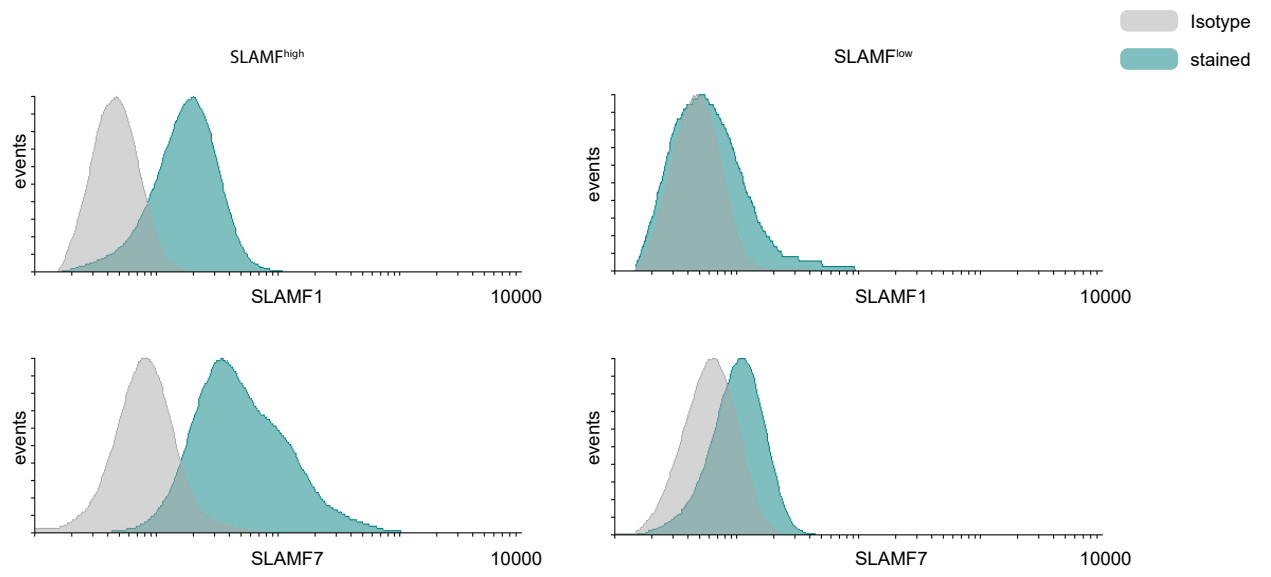 Isotype
stained
SLAMFhigh
SLAMFlow
events
SLAMF1
10000
events
SLAMF1
10000
events
SLAMF7
10000
events
SLAMF7
10000